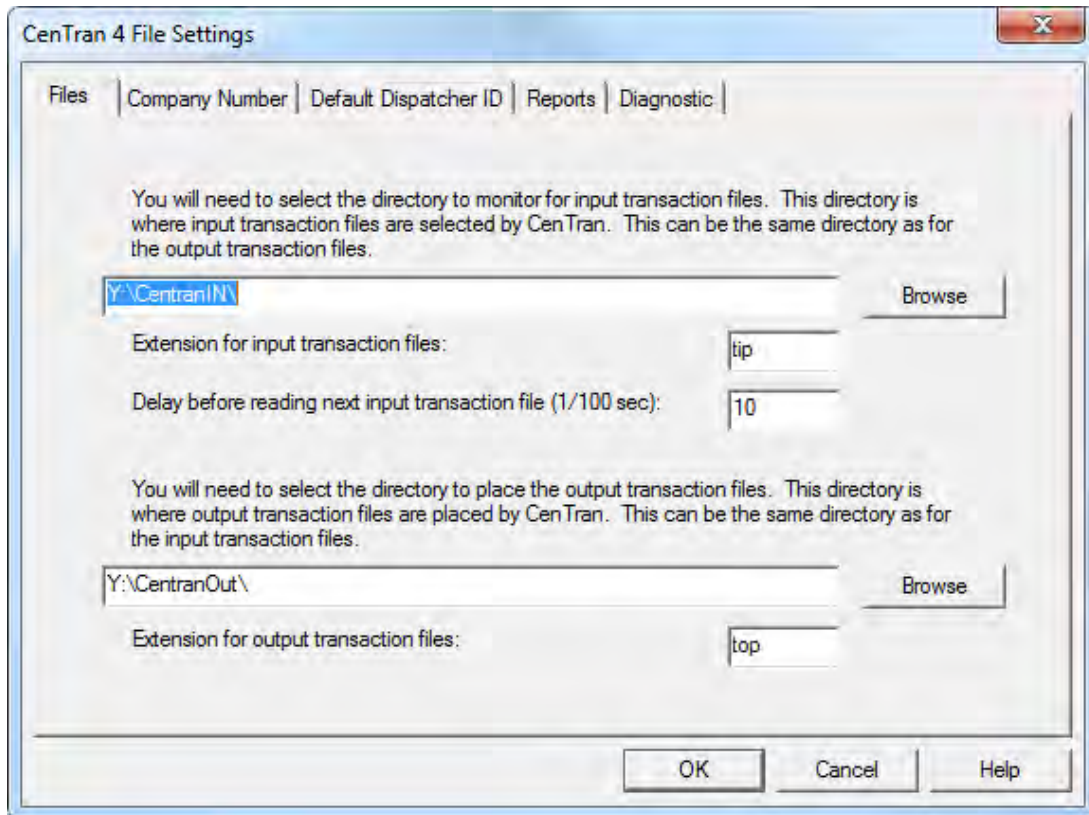 CenTran 4 File Settings
Files Company Number Default Dispatcher ID Reports Diagnostic
You will need to select the directory to monitor for input transaction files. This directory is
where input transaction files are selected by CenTran. This can be the same directory as for
the output transaction files.
Y:\CentranIN\ Browse
Extension for input transaction files: tip
Delay before reading next input transaction file (1/100 sec): 10
You will need to select the directory to place the output transaction files. This directory is
where output transaction files are placed by CenTran. This can be the same directory as for
the input transaction files.
Y:\CentranOut\ Browse
Extension for output transaction files: top
OK Cancel Help